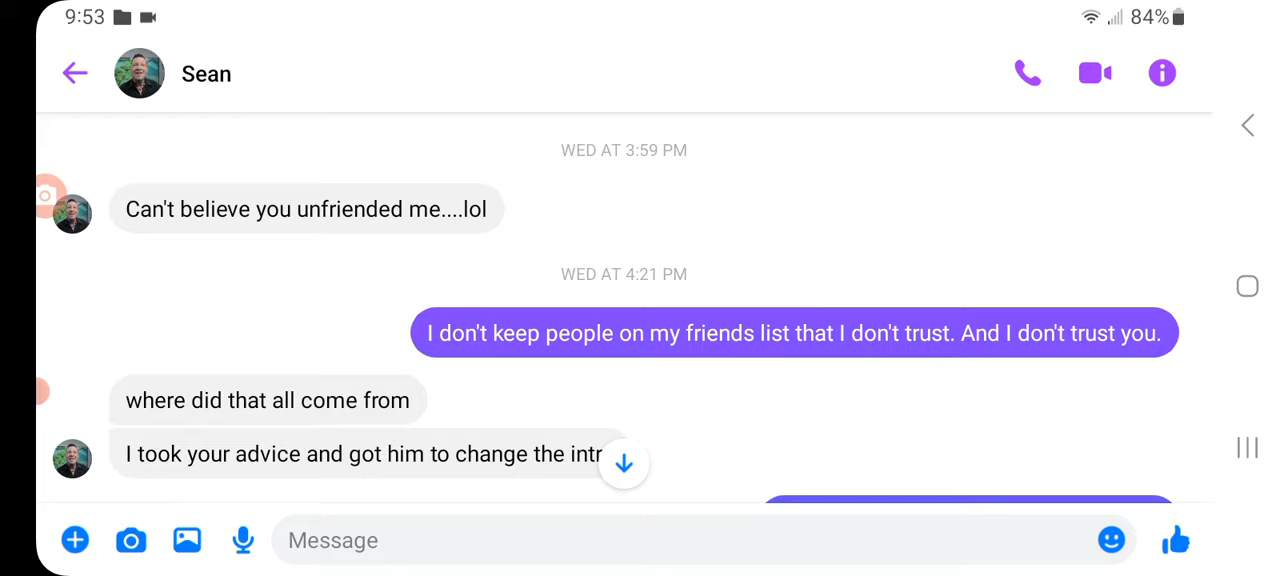 9:53
84%
Sean
WED AT 3:59 PM
Can't believe you unfriended me....lol
WED AT 4:21 PM
I don't keep people on my friends list that I don't trust. And I don't trust you.
where did that all come from
I took your advice and got him to change the
Message